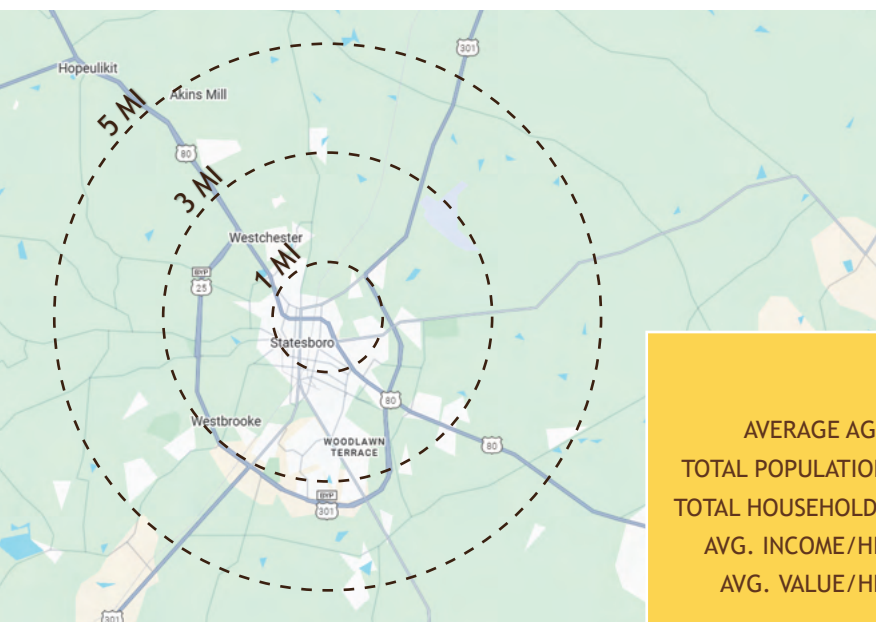 301
Hopeulikit
Akins Mill
5 MI
80
3 MI
Westchester
1 MI
BYP
25
Statesboro
80
Westbrooke
WOODLAWN
TERRACE
80
BYP
301
301
AVERAGE AG
TOTAL POPULATION
TOTAL HOUSEHOLD
AVG. INCOME/H
AVG. VALUE/H